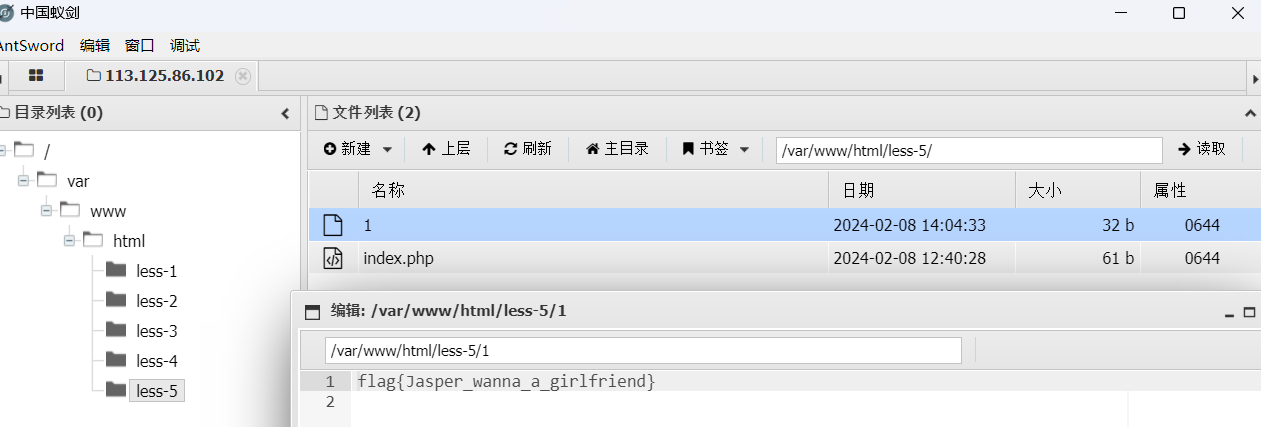 中国蚁剑
AntSword 编辑 窗口 调试
113.125.86.102
目录列表 (0)
/
var
www
html
less-1
less-2
less-3
less-4
less-5
文件列表 (2)
新建 上层 刷新 主目录 书签 /var/www/html/less-5/ 读取
名称 日期 大小 属性
1 2024-02-08 14:04:33 32 b 0644
index.php 2024-02-08 12:40:28 61 b 0644
编辑: /var/www/html/less-5/1
/var/www/html/less-5/1
1 flag{Jasper_wanna_a_girlfriend}
2